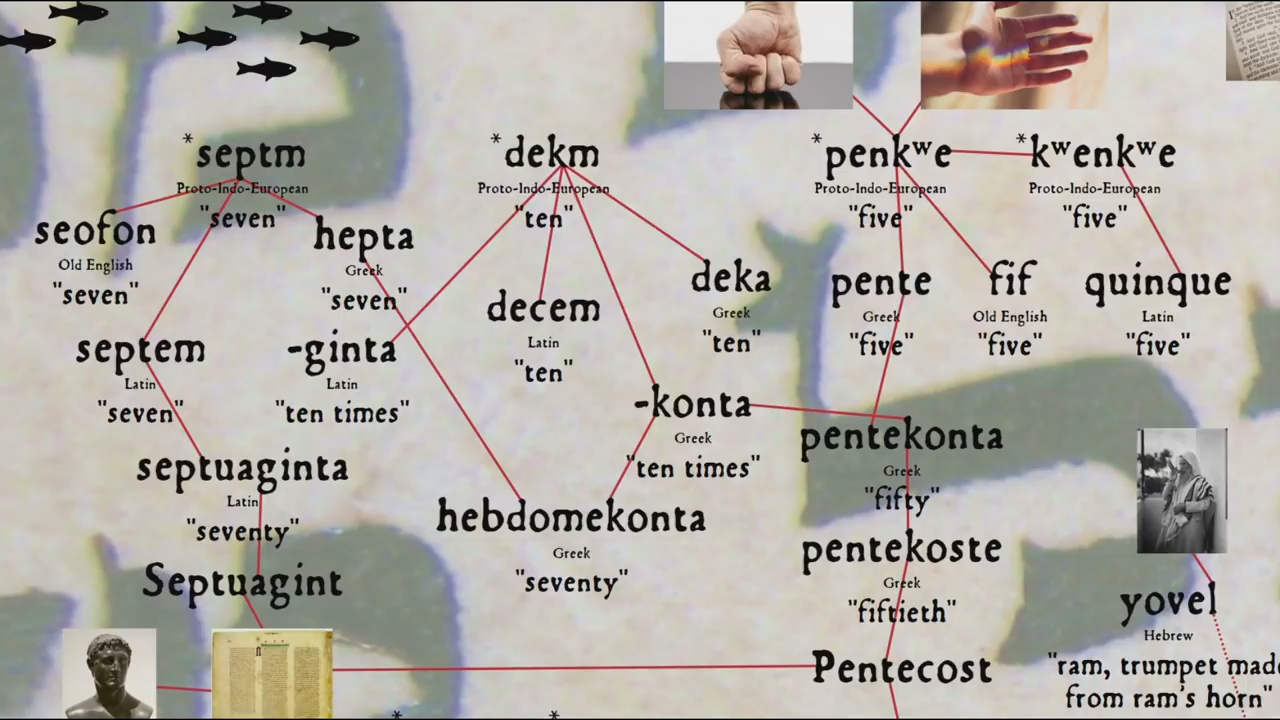 *septm
Proto-Indo-European
"seven"
seofon
Old English
"seven"
hepta
Greek
"seven"
septem
Latin
"seven"
-ginta
Latin
"ten times"
septuaginta
Latin
"seventy"
Septuagint
*dekm
Proto-Indo-European
"ten"
decem
Latin
"ten"
deka
Greek
"ten"
-konta
Greek
"ten times"
hebdomekonta
Greek
"seventy"
*penkʷe
Proto-Indo-European
"five"
*kʷenkʷe
Proto-Indo-European
"five"
pente
Greek
"five"
fif
Old English
"five"
quinque
Latin
"five"
pentekonta
Greek
"fifty"
pentekoste
Greek
"fiftieth"
Pentecost
yovel
Hebrew
"ram, trumpet made
from ram's horn"
* *